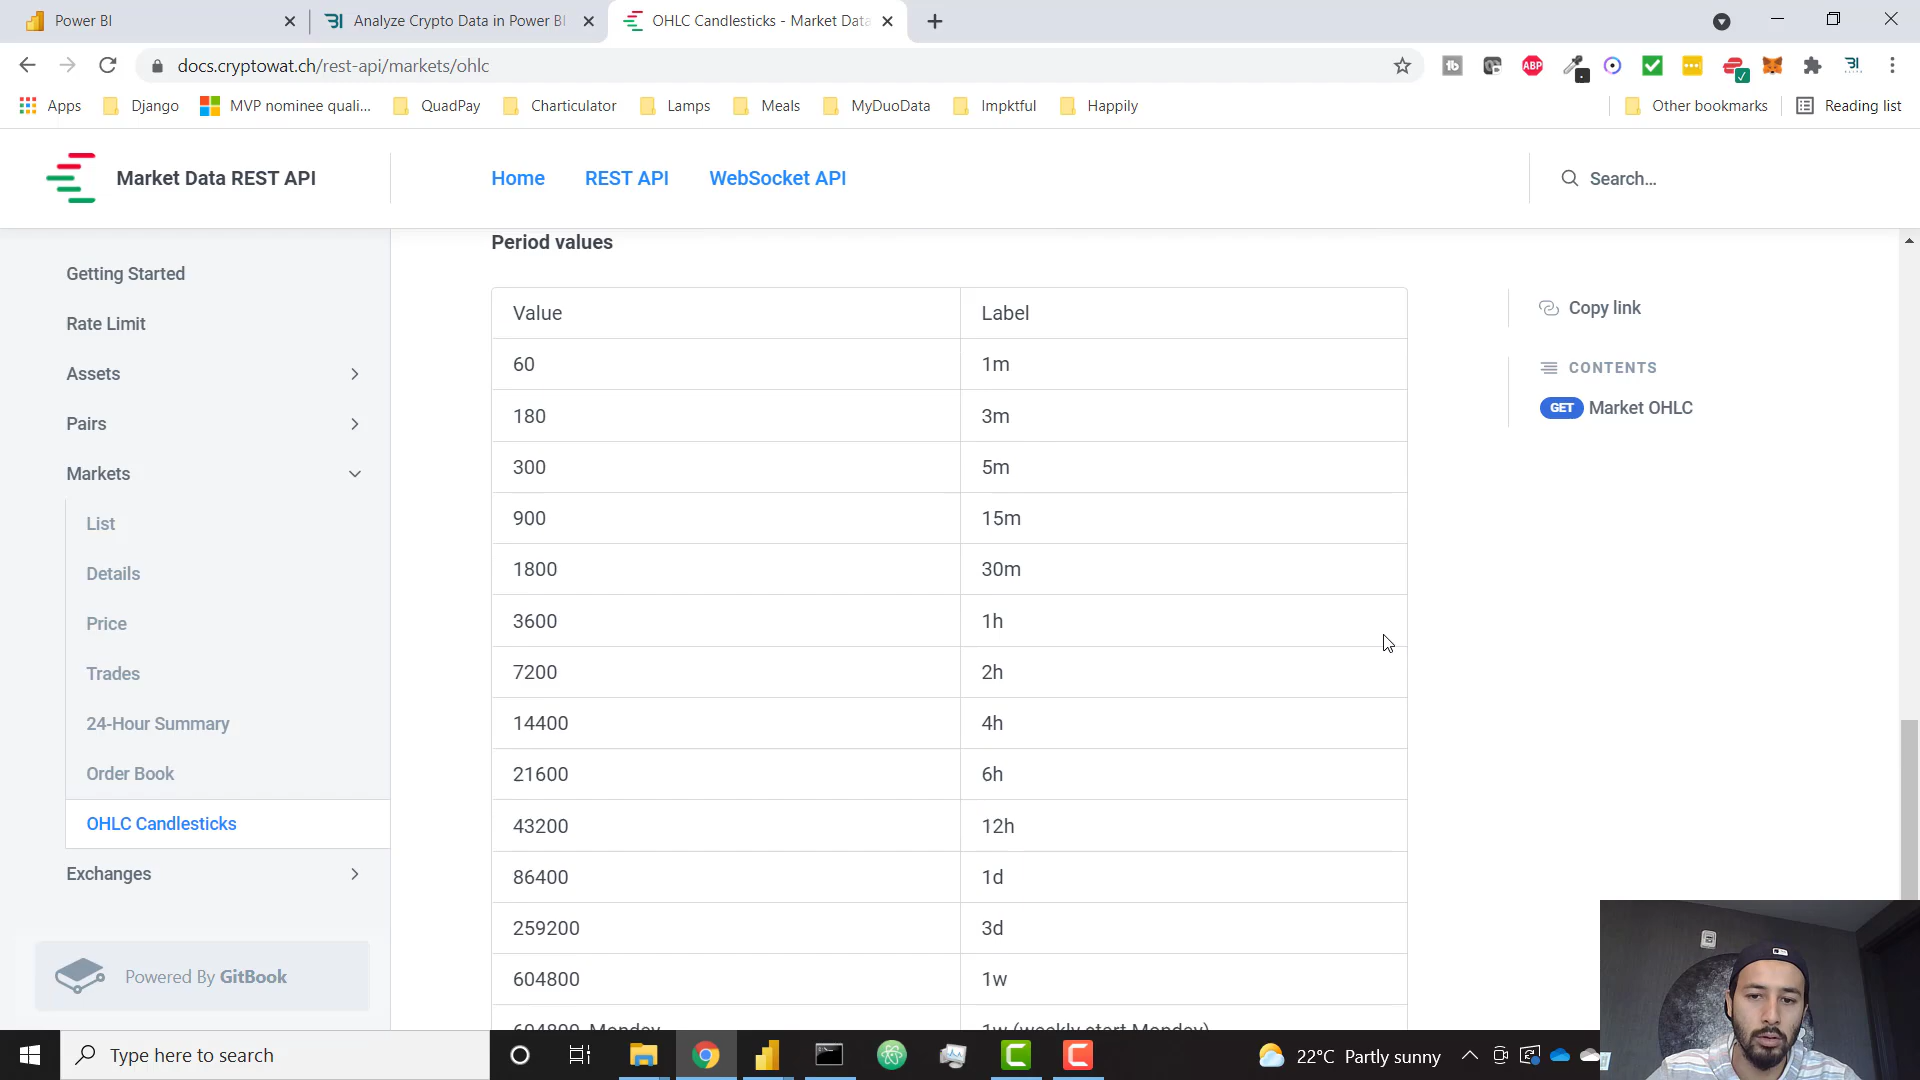 Power BI
Analyze Crypto Data in Power BI
OHLC Candlesticks - Market Data
docs.cryptowat.ch/rest-api/markets/ohlc
Apps
Django
MVP nominee quali...
QuadPay
Charticulator
Lamps
Meals
MyDuoData
Impktful
Happily
Other bookmarks
Reading list
Market Data REST API
Home
REST API
WebSocket API
Search...
Getting Started
Rate Limit
Assets
Pairs
Markets
List
Details
Price
Trades
24-Hour Summary
Order Book
OHLC Candlesticks
Exchanges
Powered By GitBook
Period values
Value Label
60 1m
180 3m
300 5m
900 15m
1800 30m
3600 1h
7200 2h
14400 4h
21600 6h
43200 12h
86400 1d
259200 3d
604800 1w
604800_Monday 1w (weekly start Monday)
Copy link
CONTENTS
GET Market OHLC
Type here to search
22°C Partly sunny